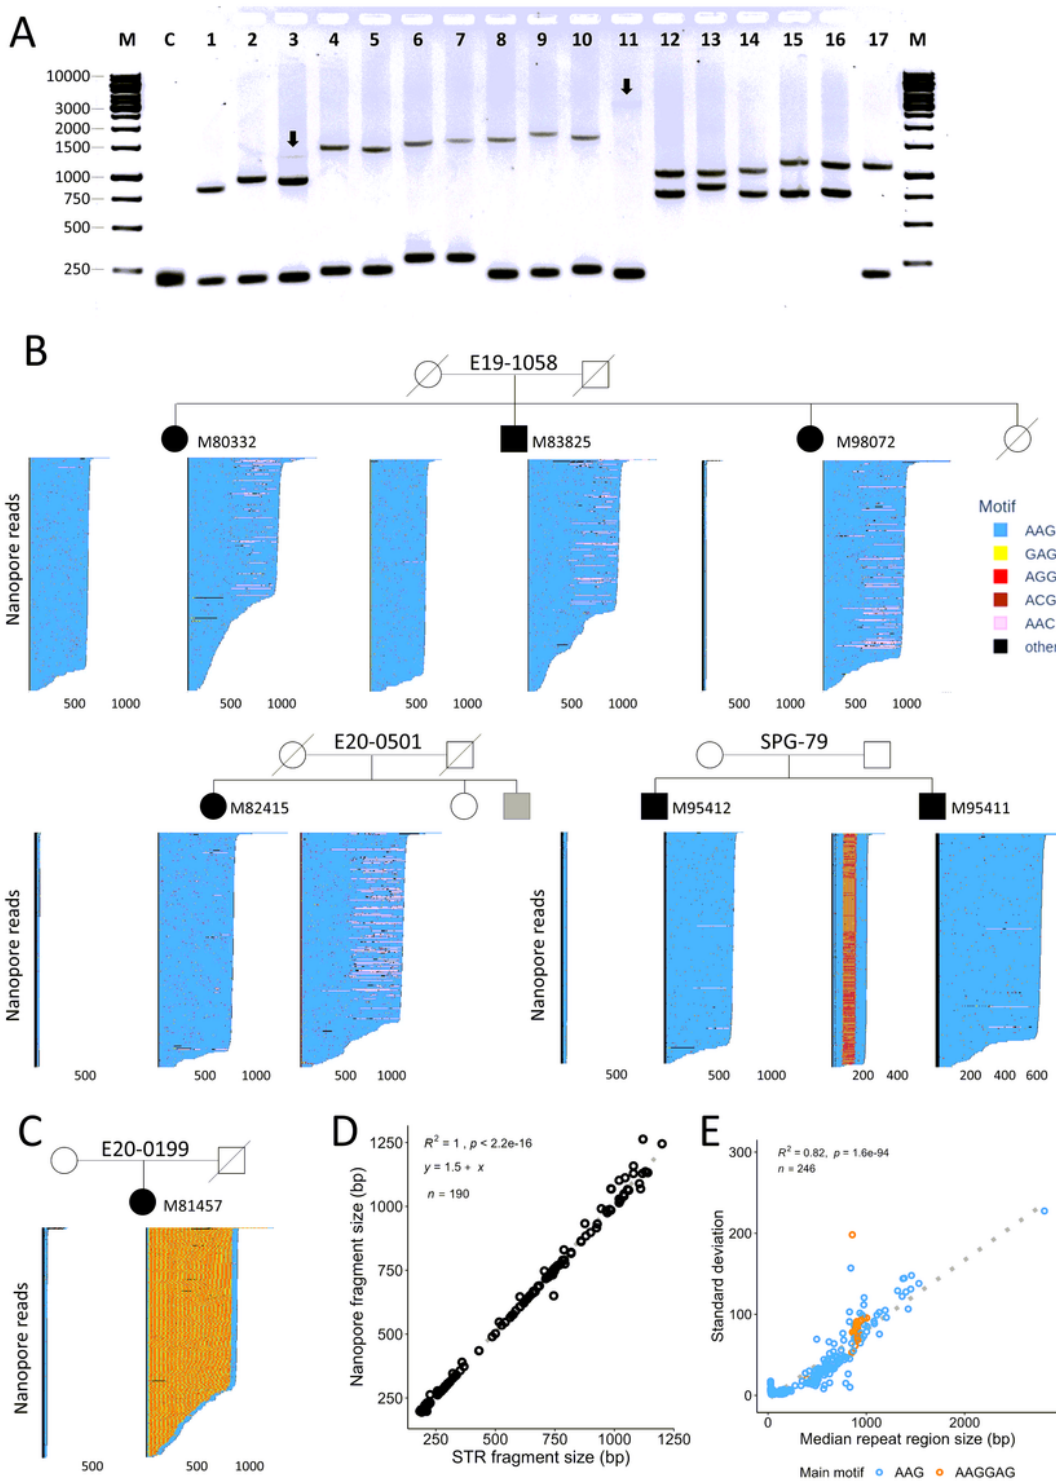 A
M C 1 2 3 4 5 6 7 8 9 10 11 12 13 14 15 16 17 M
10000
3000
2000
1500
1000
750
500
250
B
E19-1058
M80332
M83825
M98072
Nanopore reads
500 1000 500 1000 500 1000 500 1000 500 1000 500 1000
Motif
AAG
GAG
AGG
ACG
AAC
other
E20-0501
SPG-79
M82415
M95412
M95411
Nanopore reads
Nanopore reads
500 500 1000 500 1000 500 500 1000 200 400 200 400 600
C
E20-0199
M81457
Nanopore reads
500 500 1000
D
R² = 1 , p < 2.2e-16
y = 1.5 + x
n = 190
Nanopore fragment size (bp)
1250
1000
750
500
250
250 500 750 1000 1250
STR fragment size (bp)
E
R² = 0.82, p = 1.6e-94
n = 246
Standard deviation
300
200
100
0
0 1000 2000
Median repeat region size (bp)
Main motif AAG AAGGAG